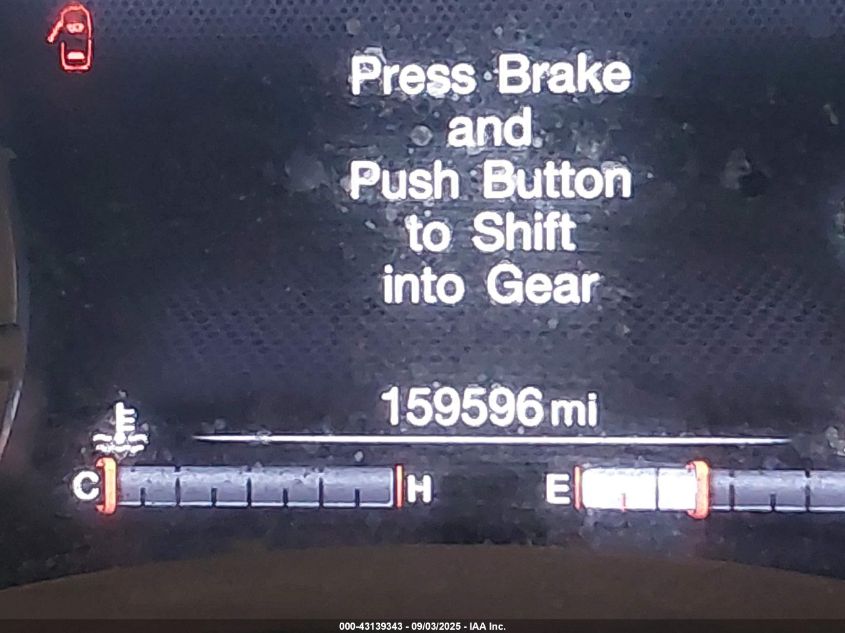 Press Brake
and
Push Button
to Shift
into Gear
159596 mi
C H E
000-43139343 - 09/03/2025 - IAA Inc.